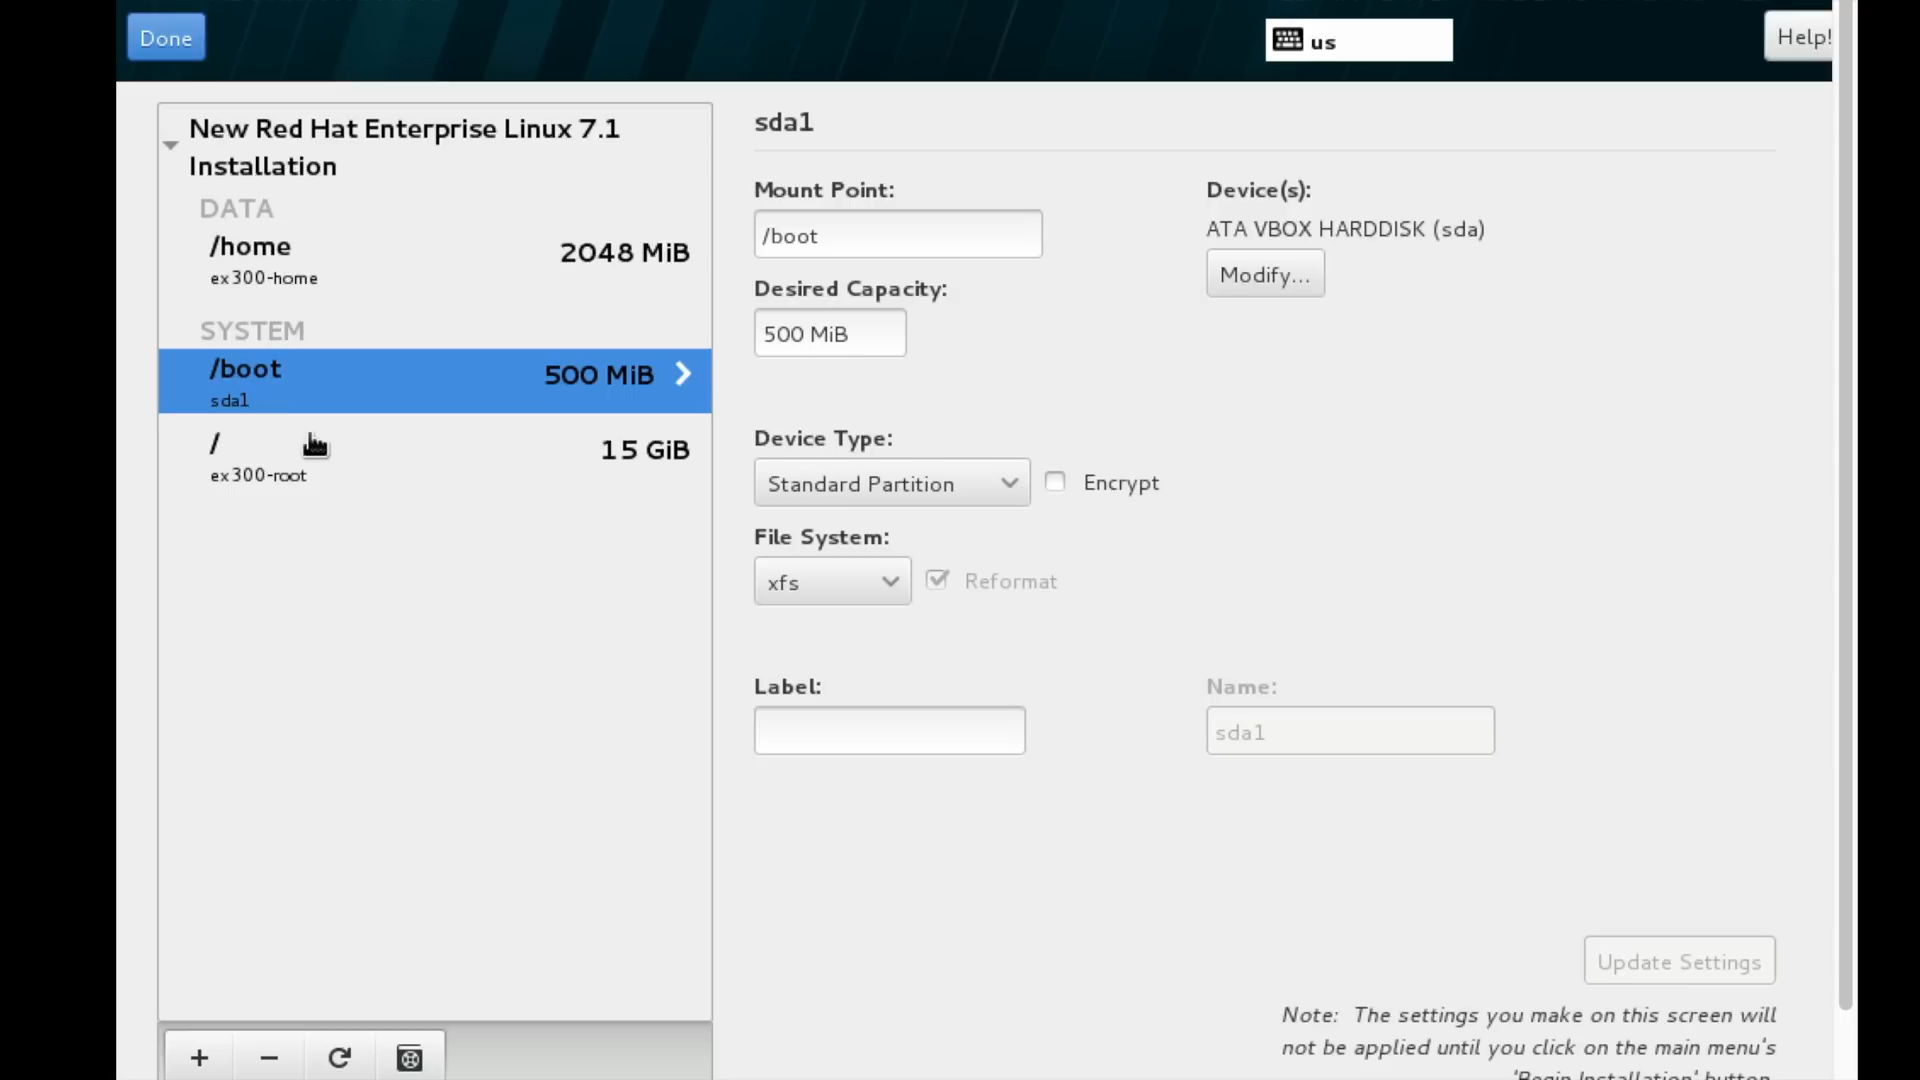 Done
us
Help!
New Red Hat Enterprise Linux 7.1
Installation
DATA
/home
2048 MiB
ex300-home
SYSTEM
/boot
500 MiB
sda1
/
15 GiB
ex300-root
sda1
Mount Point:
/boot
Device(s):
ATA VBOX HARDDISK (sda)
Modify...
Desired Capacity:
500 MiB
Device Type:
Standard Partition
Encrypt
File System:
xfs
Reformat
Label:
Name:
sda1
Update Settings
Note: The settings you make on this screen will
not be applied until you click on the main menu's
'Begin Installation' button.